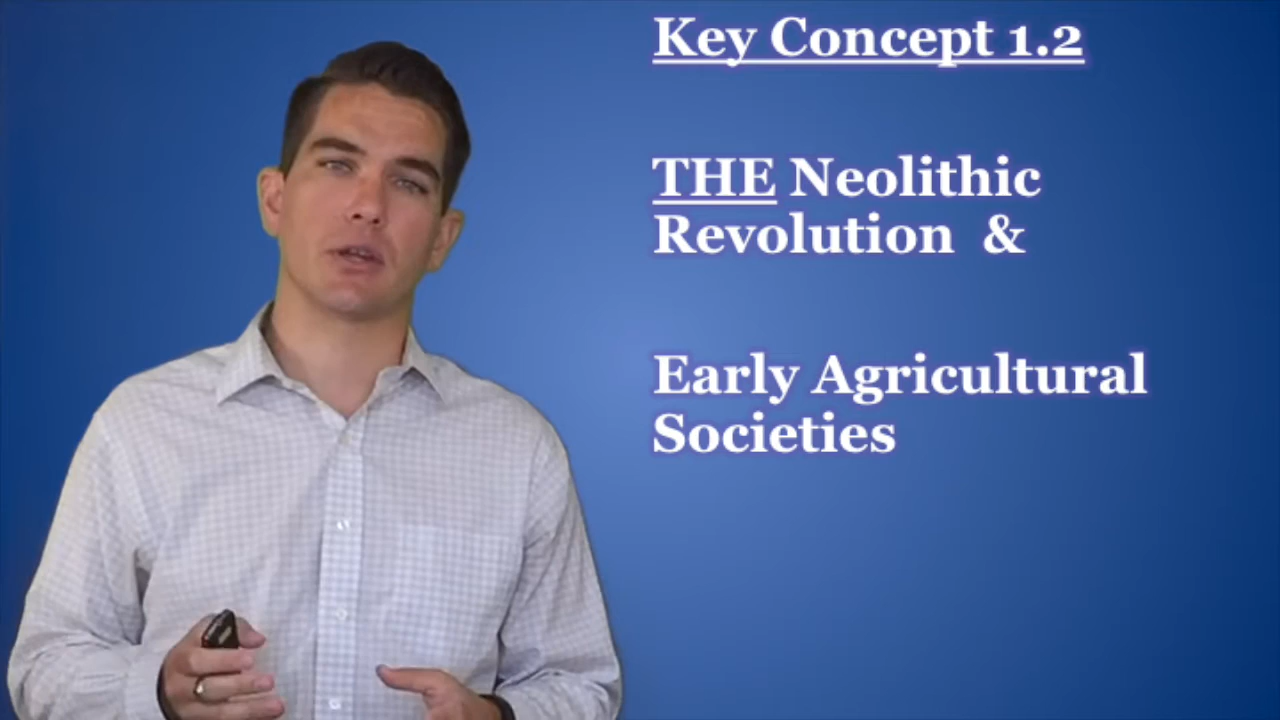 Key Concept 1.2
THE Neolithic
Revolution &
Early Agricultural
Societies